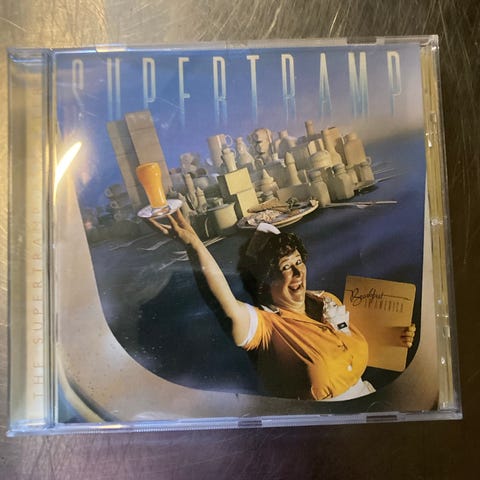 SUPERTRAMP
Breakfast
IN AMERICA
THE SUPERTRAMP